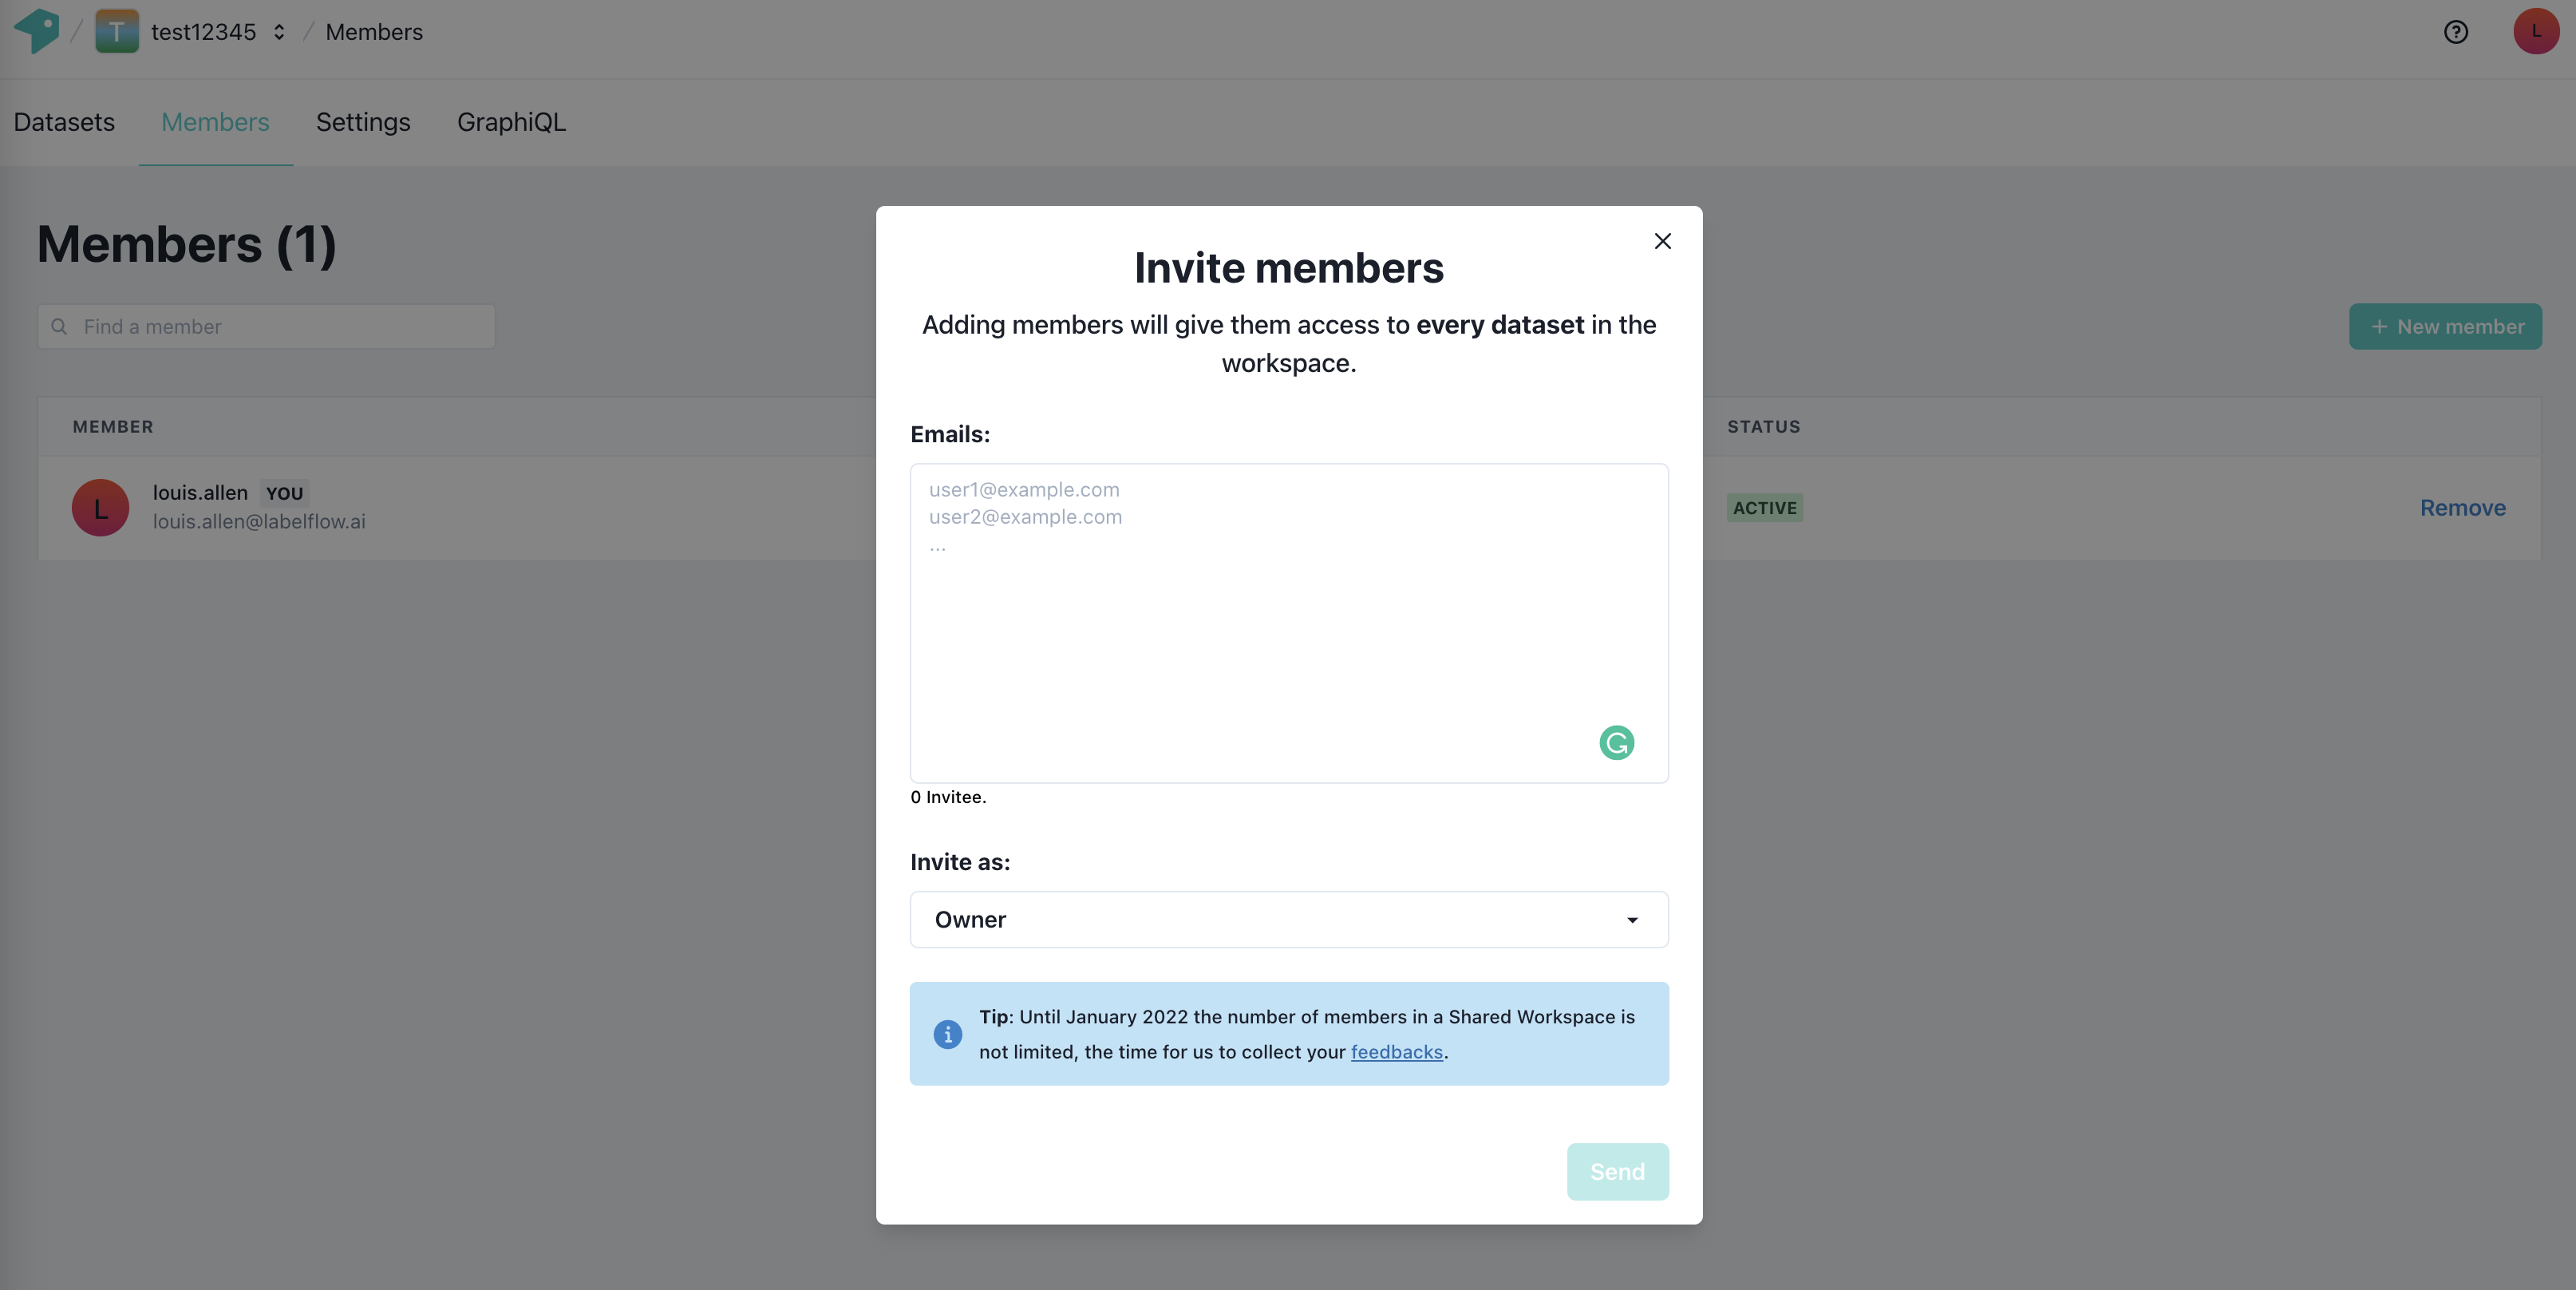 T test12345 / Members
L
Datasets Members Settings GraphiQL
Members (1)
Find a member
+ New member
MEMBER
STATUS
L
louis.allen YOU
louis.allen@labelflow.ai
ACTIVE
Remove
Invite members
Adding members will give them access to every dataset in the
workspace.
Emails:
user1@example.com
user2@example.com
...
0 Invitee.
Invite as:
Owner
Tip: Until January 2022 the number of members in a Shared Workspace is
not limited, the time for us to collect your feedbacks.
Send